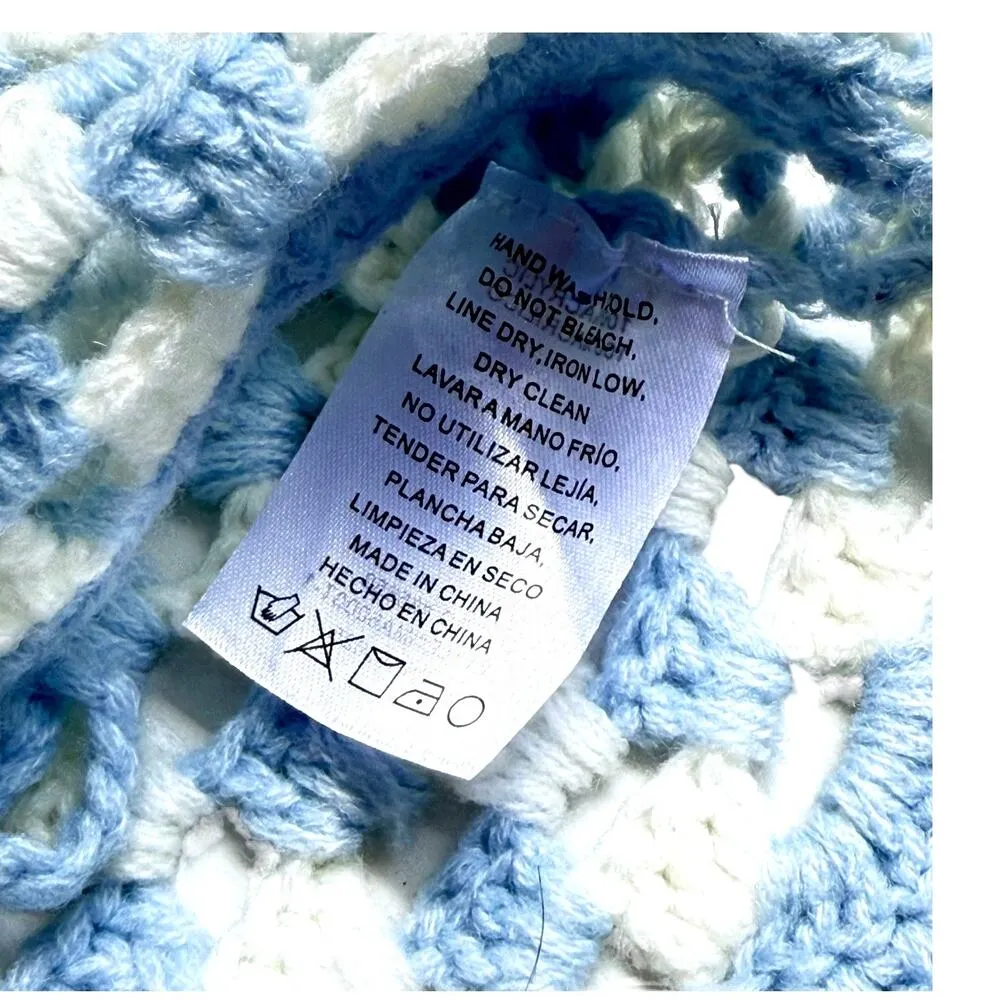 HAND WASH COLD,
DO NOT BLEACH,
LINE DRY,IRON LOW,
DRY CLEAN
LAVAR A MANO FRÍO,
NO UTILIZAR LEJÍA,
TENDER PARA SECAR,
PLANCHA BAJA,
LIMPIEZA EN SECO
MADE IN CHINA
HECHO EN CHINA